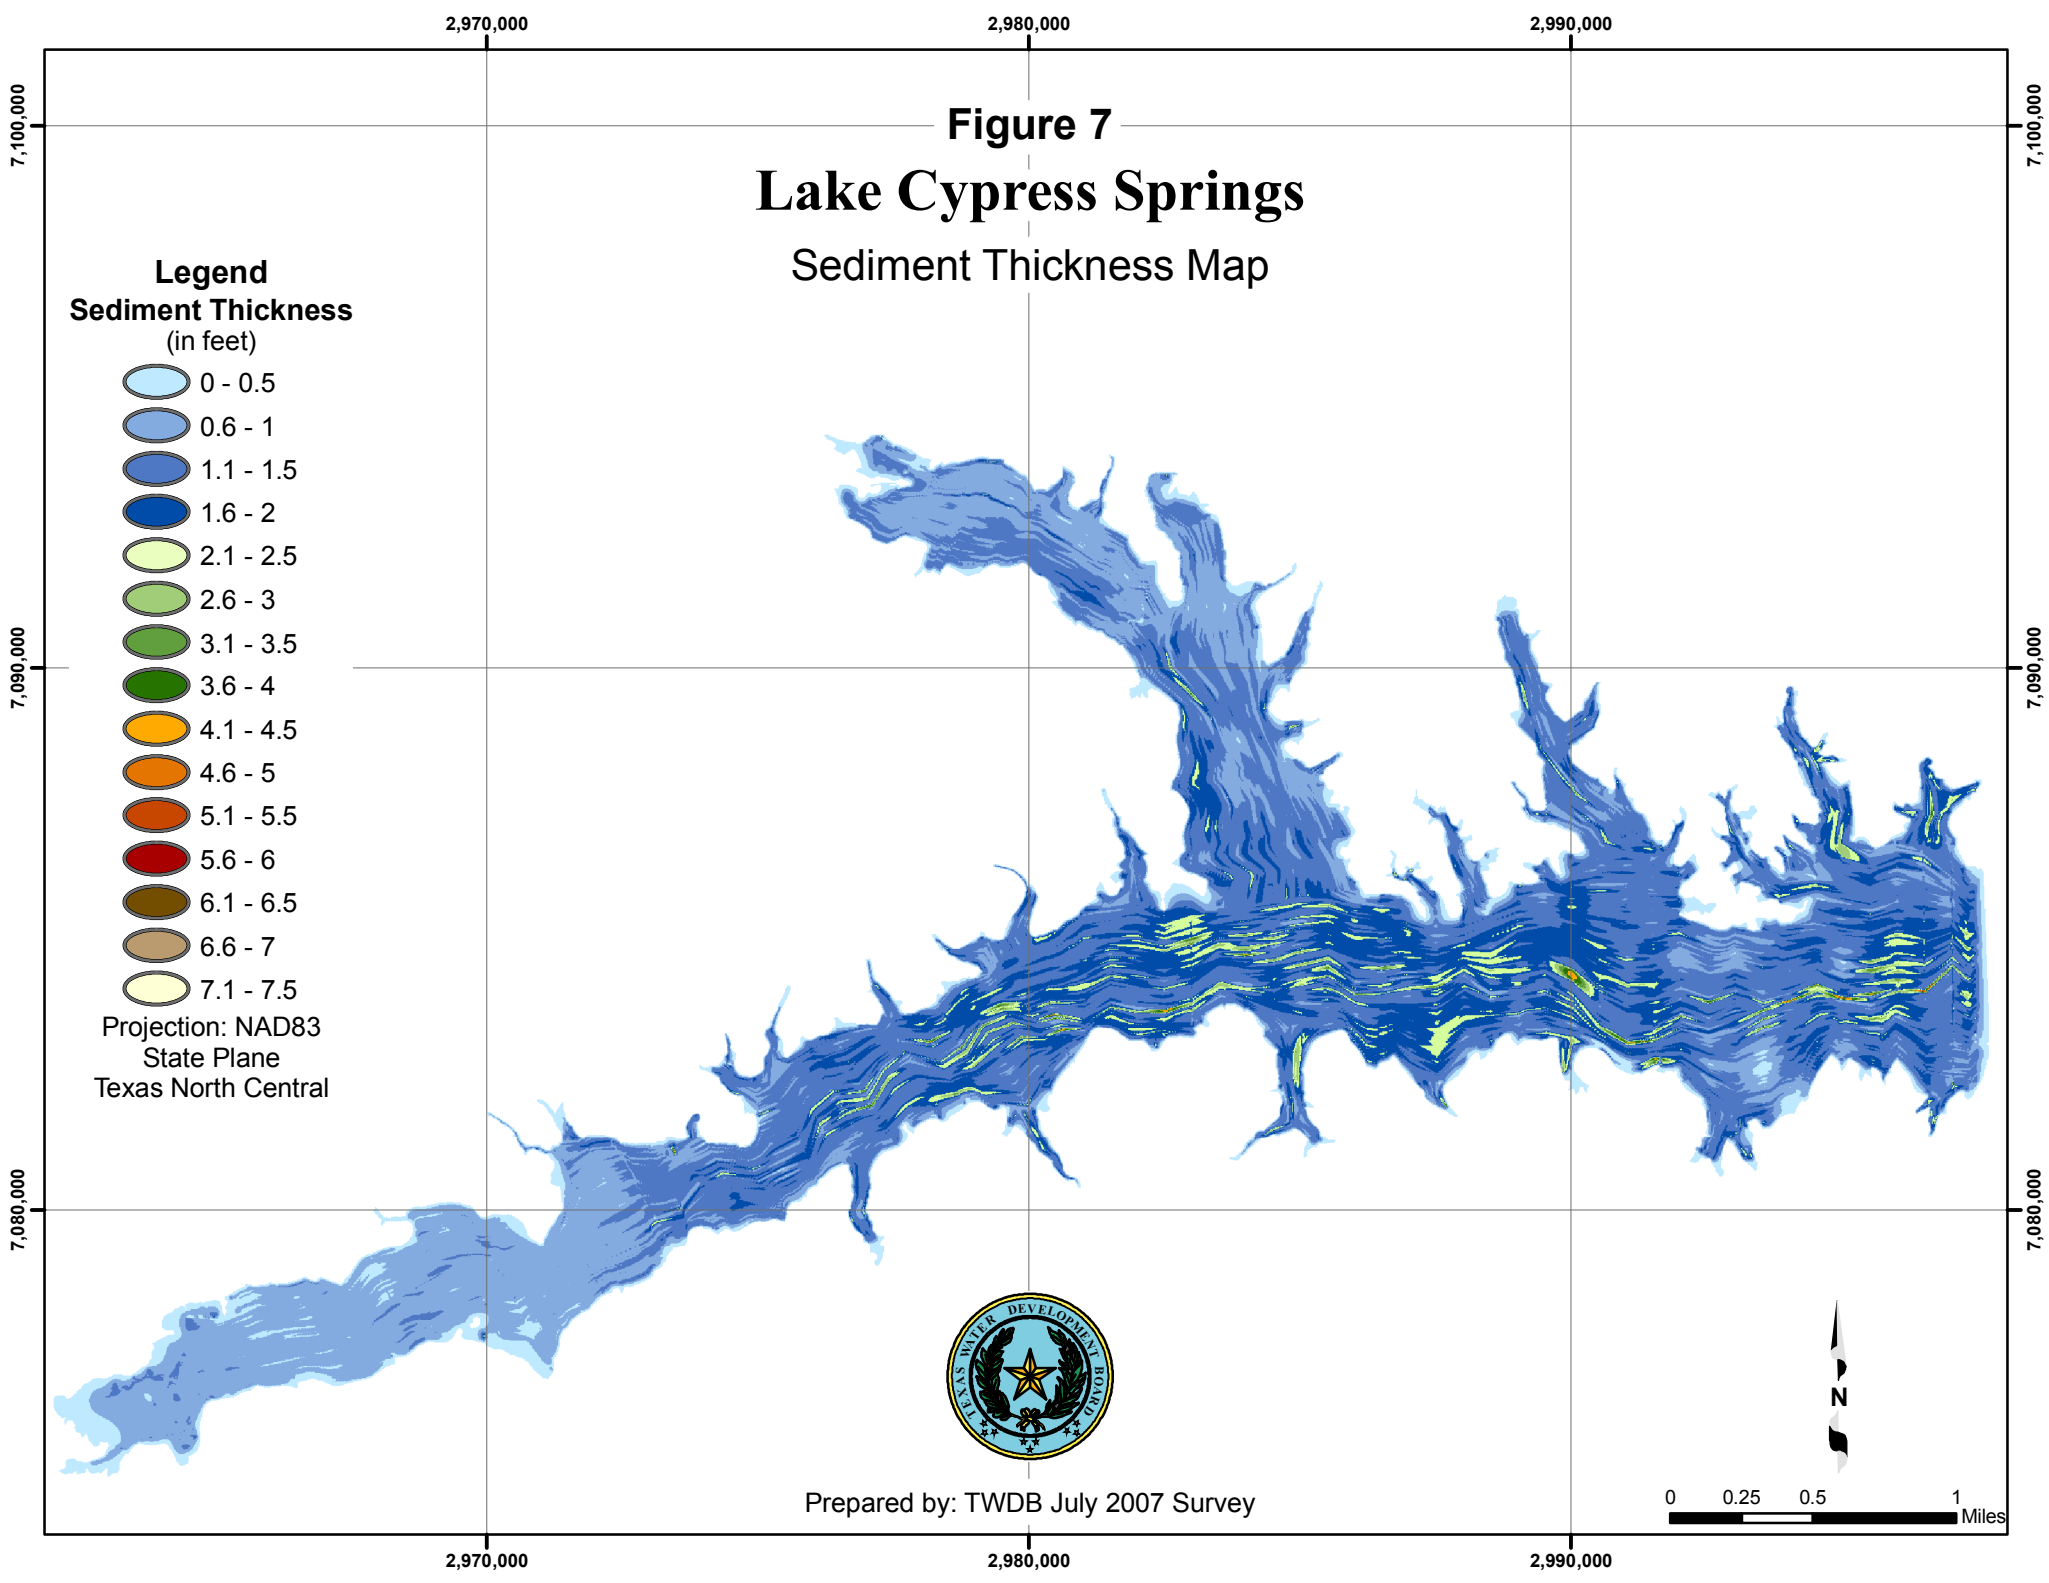 2,970,000
2,980,000
2,990,000
7,100,000
7,100,000
Figure 7
Lake Cypress Springs
Sediment Thickness Map
Legend
Sediment Thickness
(in feet)
0 - 0.5
0.6 - 1
1.1 - 1.5
1.6 - 2
2.1 - 2.5
2.6 - 3
3.1 - 3.5
3.6 - 4
4.1 - 4.5
4.6 - 5
5.1 - 5.5
5.6 - 6
6.1 - 6.5
6.6 - 7
7.1 - 7.5
Projection: NAD83
State Plane
Texas North Central
7,090,000
7,090,000
7,080,000
7,080,000
TEXAS WATER DEVELOPMENT BOARD
N
Prepared by: TWDB July 2007 Survey
0 0.25 0.5 1
Miles
2,970,000
2,980,000
2,990,000